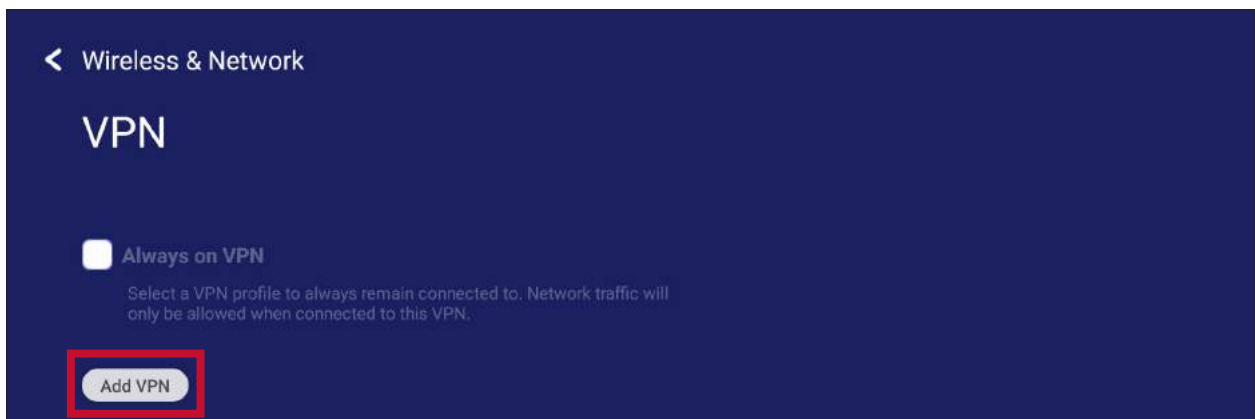 Wireless & Network
VPN
Always on VPN
Select a VPN profile to always remain connected to. Network traffic will
only be allowed when connected to this VPN.
Add VPN